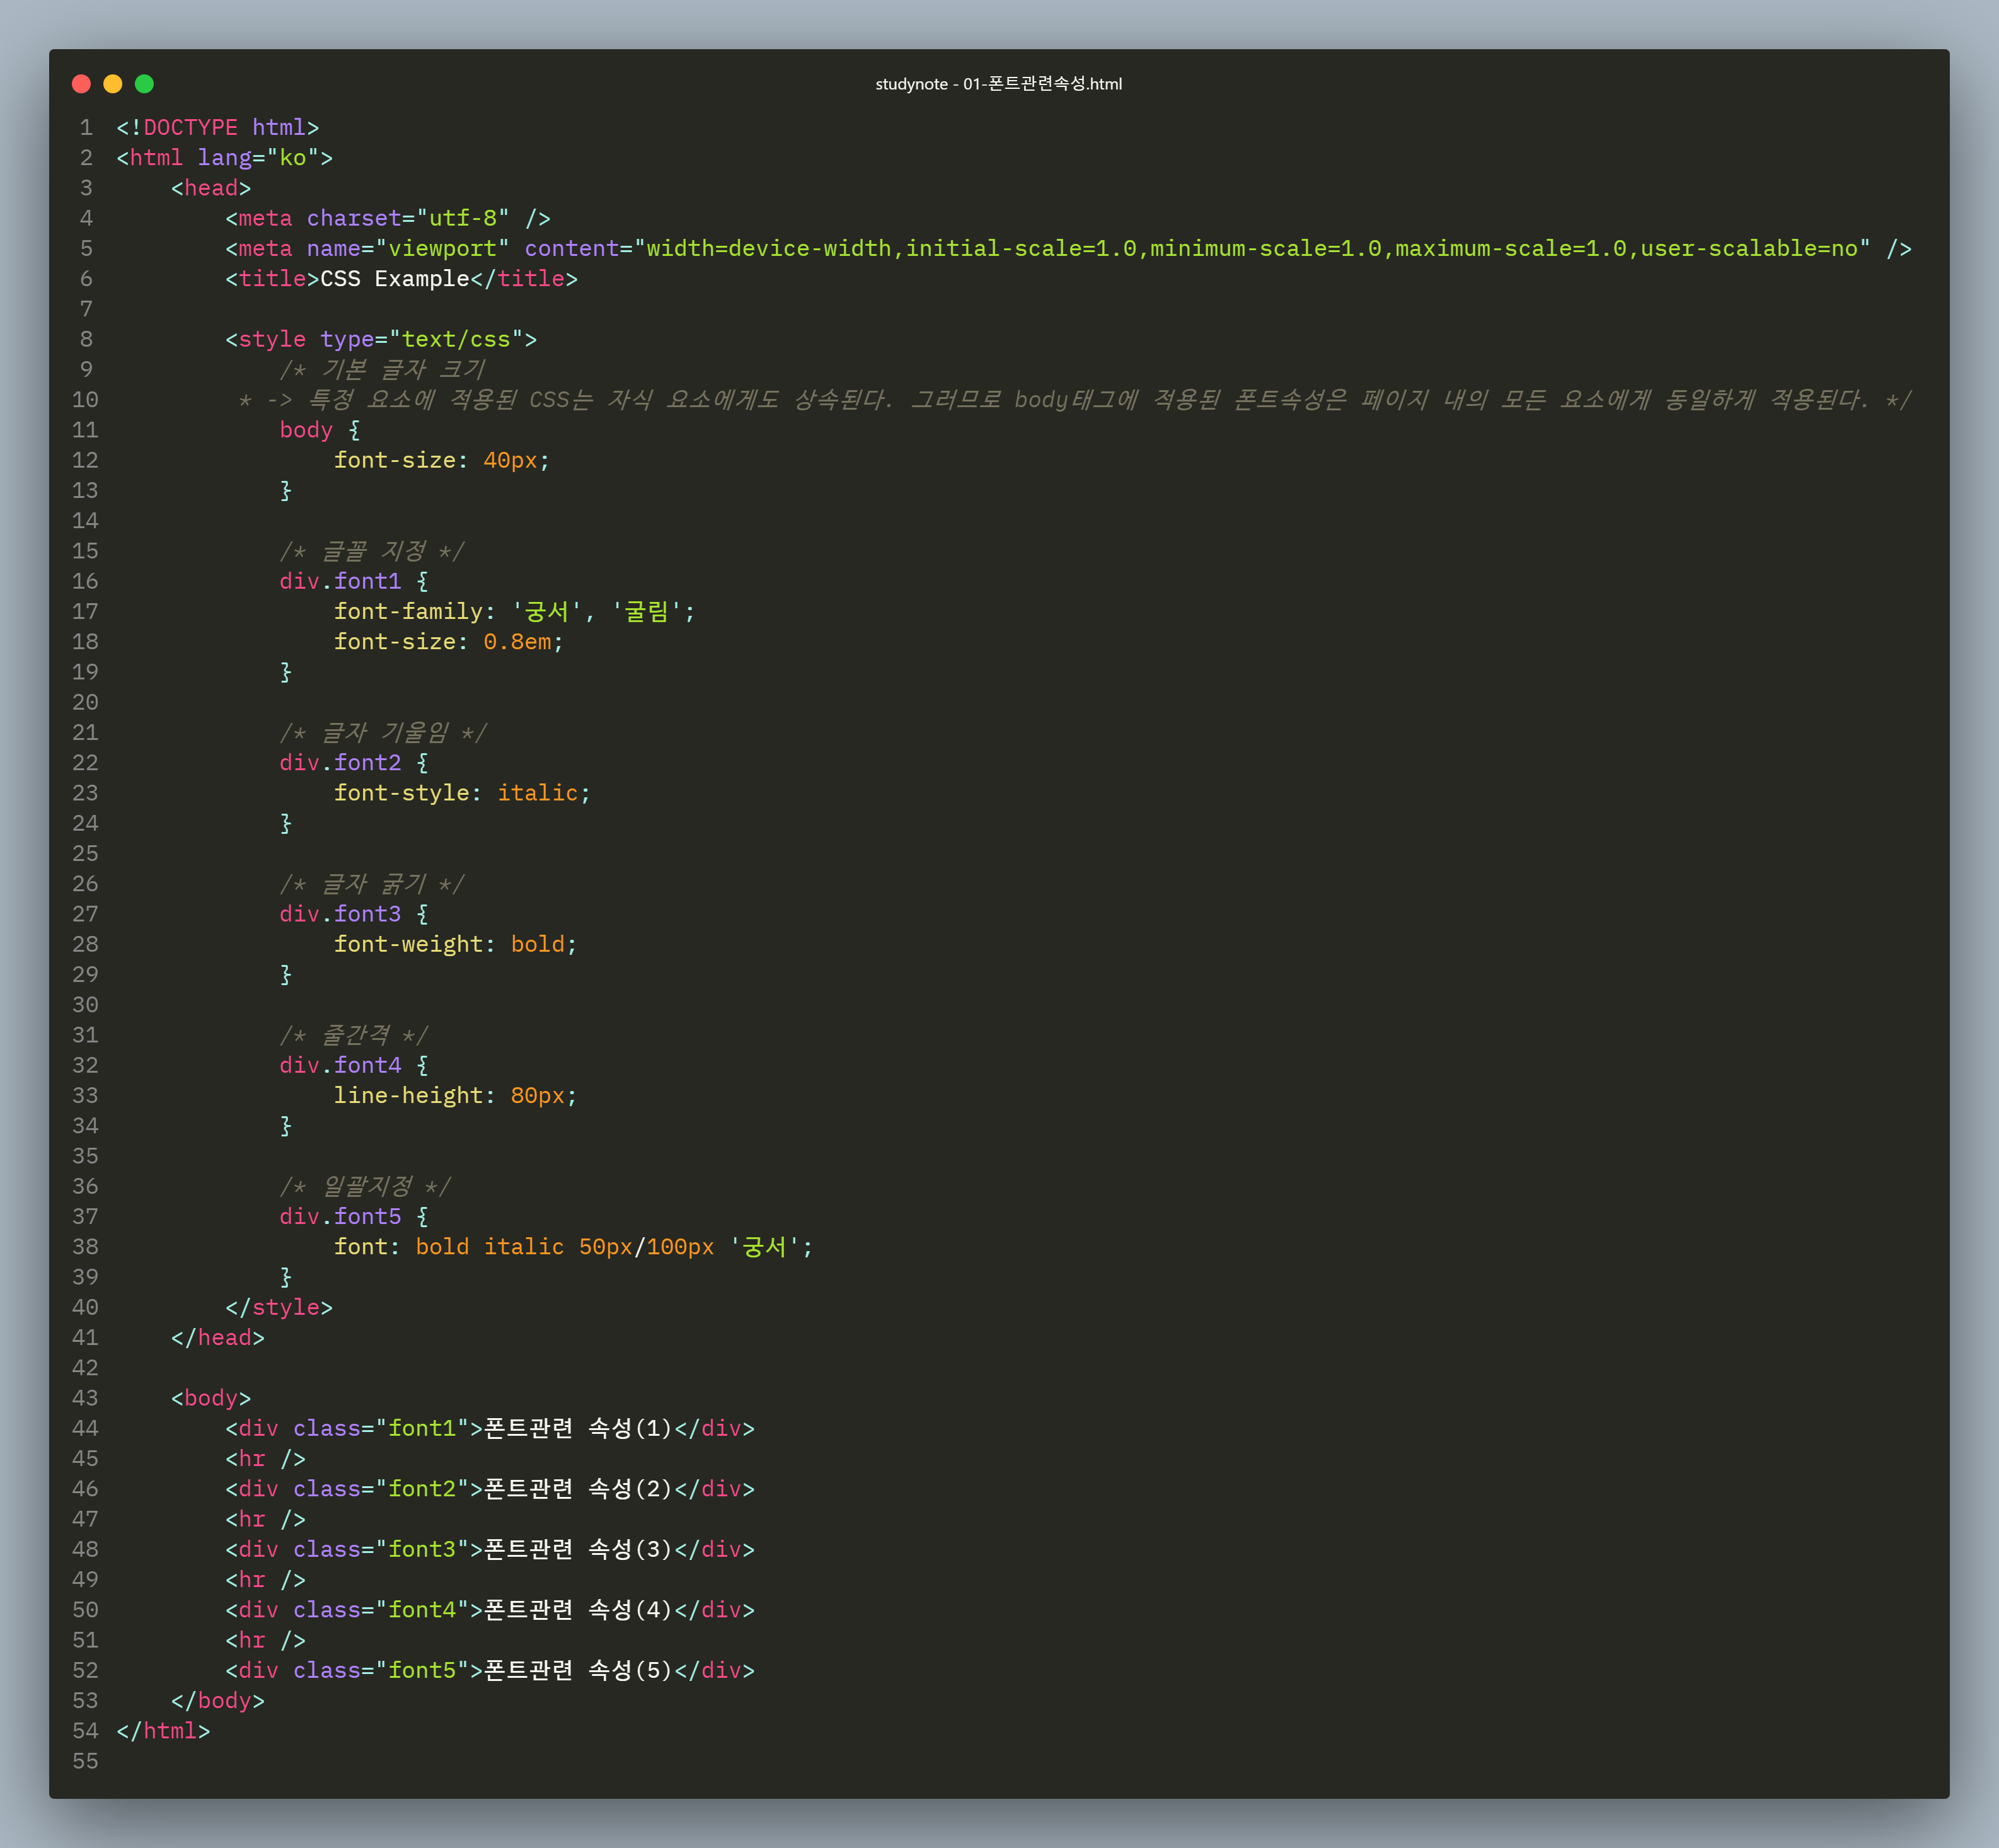 studynote - 01-폰트관련속성.html
1 <!DOCTYPE html>
2 <html lang="ko">
3     <head>
4         <meta charset="utf-8" />
5         <meta name="viewport" content="width=device-width,initial-scale=1.0,minimum-scale=1.0,maximum-scale=1.0,user-scalable=no" />
6         <title>CSS Example</title>
7
8         <style type="text/css">
9             /* 기본 글자 크기
10          * -> 특정 요소에 적용된 CSS는 자식 요소에게도 상속된다. 그러므로 body태그에 적용된 폰트속성은 페이지 내의 모든 요소에게 동일하게 적용된다. */
11             body {
12                 font-size: 40px;
13             }
14
15             /* 글꼴 지정 */
16             div.font1 {
17                 font-family: '궁서', '굴림';
18                 font-size: 0.8em;
19             }
20
21             /* 글자 기울임 */
22             div.font2 {
23                 font-style: italic;
24             }
25
26             /* 글자 굵기 */
27             div.font3 {
28                 font-weight: bold;
29             }
30
31             /* 줄간격 */
32             div.font4 {
33                 line-height: 80px;
34             }
35
36             /* 일괄지정 */
37             div.font5 {
38                 font: bold italic 50px/100px '궁서';
39             }
40         </style>
41     </head>
42
43     <body>
44         <div class="font1">폰트관련 속성(1)</div>
45         <hr />
46         <div class="font2">폰트관련 속성(2)</div>
47         <hr />
48         <div class="font3">폰트관련 속성(3)</div>
49         <hr />
50         <div class="font4">폰트관련 속성(4)</div>
51         <hr />
52         <div class="font5">폰트관련 속성(5)</div>
53     </body>
54 </html>
55